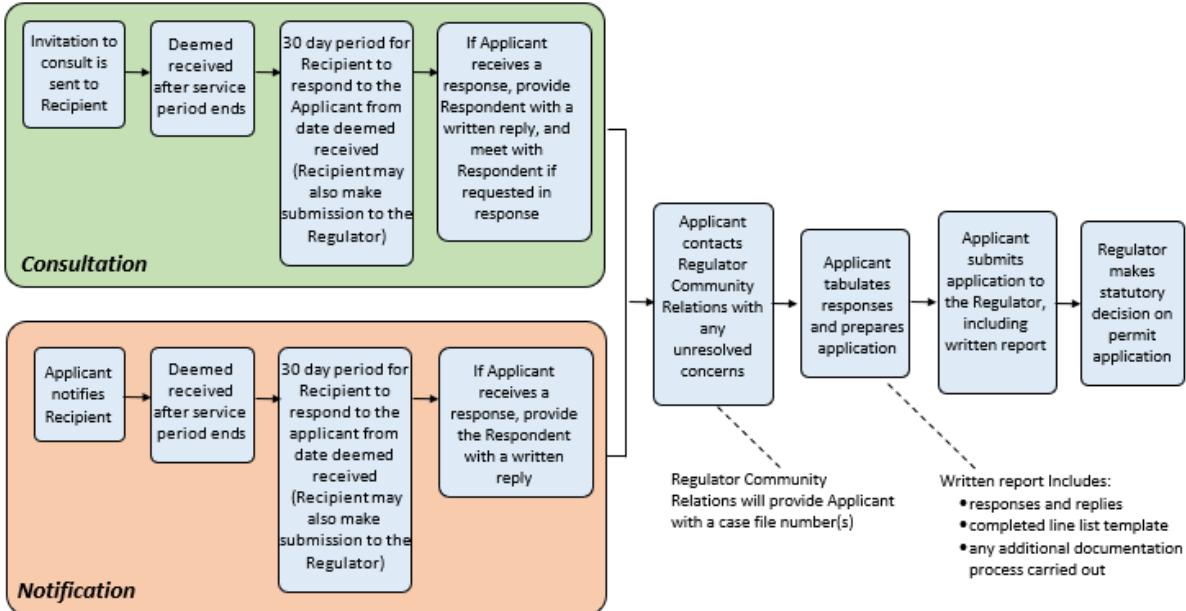 Invitation to
consult is
sent to
Recipient
Deemed
received
after service
period ends
30 day period for
Recipient to
respond to the
Applicant from
date deemed
received
(Recipient may
also make
submission to the
Regulator)
If Applicant
receives a
response, provide
Respondent with a
written reply, and
meet with
Respondent if
requested in
response
Consultation
Applicant
notifies
Recipient
Deemed
received
after service
period ends
30 day period for
Recipient to
respond to the
applicant from
date deemed
received
(Recipient may
also make
submission to the
Regulator)
If Applicant
receives a
response, provide
the Respondent
with a written
reply
Notification
Applicant
contacts
Regulator
Community
Relations with
any
unresolved
concerns
Applicant
tabulates
responses
and prepares
application
Applicant
submits
application to
the Regulator,
including
written report
Regulator
makes
statutory
decision on
permit
application
Regulator Community
Relations will provide Applicant
with a case file number(s)
Written report Includes:
•responses and replies
•completed line list template
•any additional documentation
process carried out